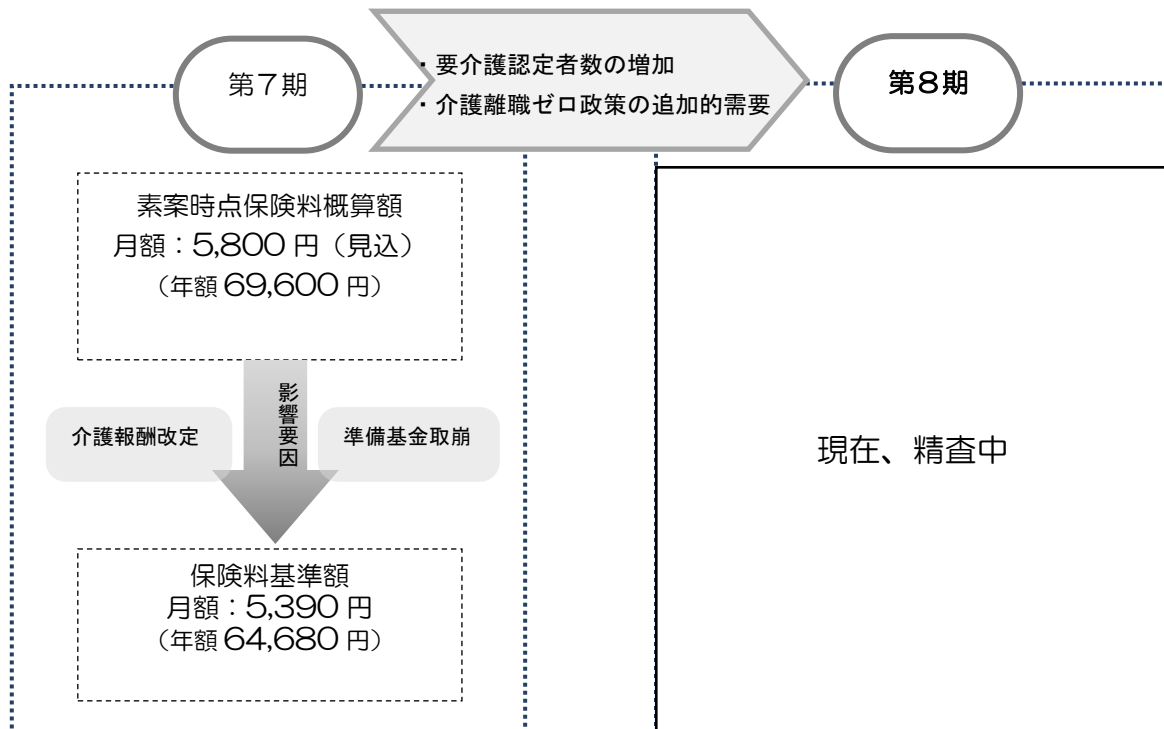 第７期
・要介護認定者数の増加
・介護離職ゼロ政策の追加的需要
第８期
素案時点保険料概算額
月額：5,800 円（見込）
（年額 69,600 円）
影響要因
介護報酬改定
準備基金取崩
保険料基準額
月額：5,390 円
（年額 64,680 円）
現在、精査中